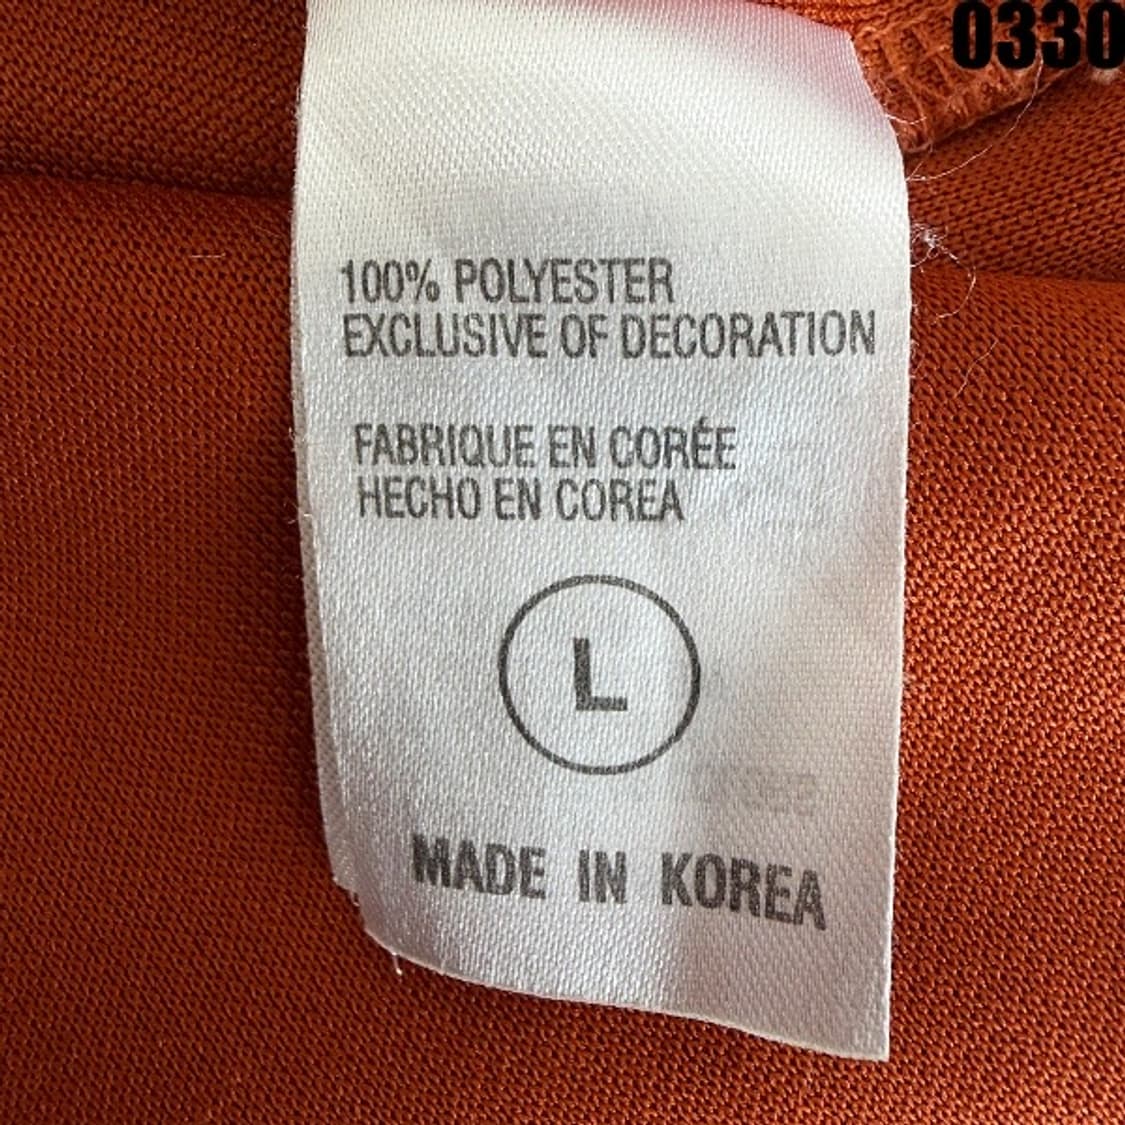 0330
100% POLYESTER
EXCLUSIVE OF DECORATION
FABRIQUE EN CORÉE
HECHO EN COREA
L
MADE IN KOREA